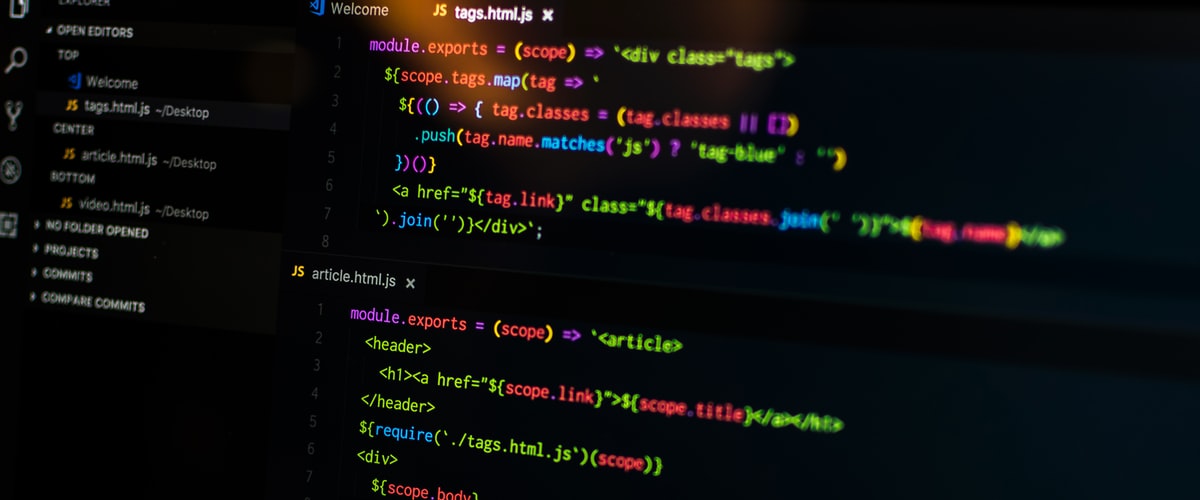 EXPLORER
OPEN EDITORS
TOP
Welcome
JS tags.html.js ~/Desktop
CENTER
JS article.html.js ~/Desktop
BOTTOM
JS video.html.js ~/Desktop
NO FOLDER OPENED
PROJECTS
COMMITS
COMPARE COMMITS
Welcome JS tags.html.js ×
1 module.exports = (scope) => `<div class="tags">
2 ${scope.tags.map(tag => `
3 ${(() => { tag.classes = (tag.classes || [])
4 .push(tag.name.matches('js') ? 'tag-blue' : '')
5 })()}
6 <a href="${tag.link}" class="${tag.classes.join(' ')}">${tag.name}</a>
7 `).join('')}</div>`;
8
JS article.html.js ×
1 module.exports = (scope) => `<article>
2 <header>
3 <h1><a href="${scope.link}">${scope.title}</a></h1>
4 </header>
5 ${require(`./tags.html.js`)(scope)}
6 <div>
7 ${scope.body}